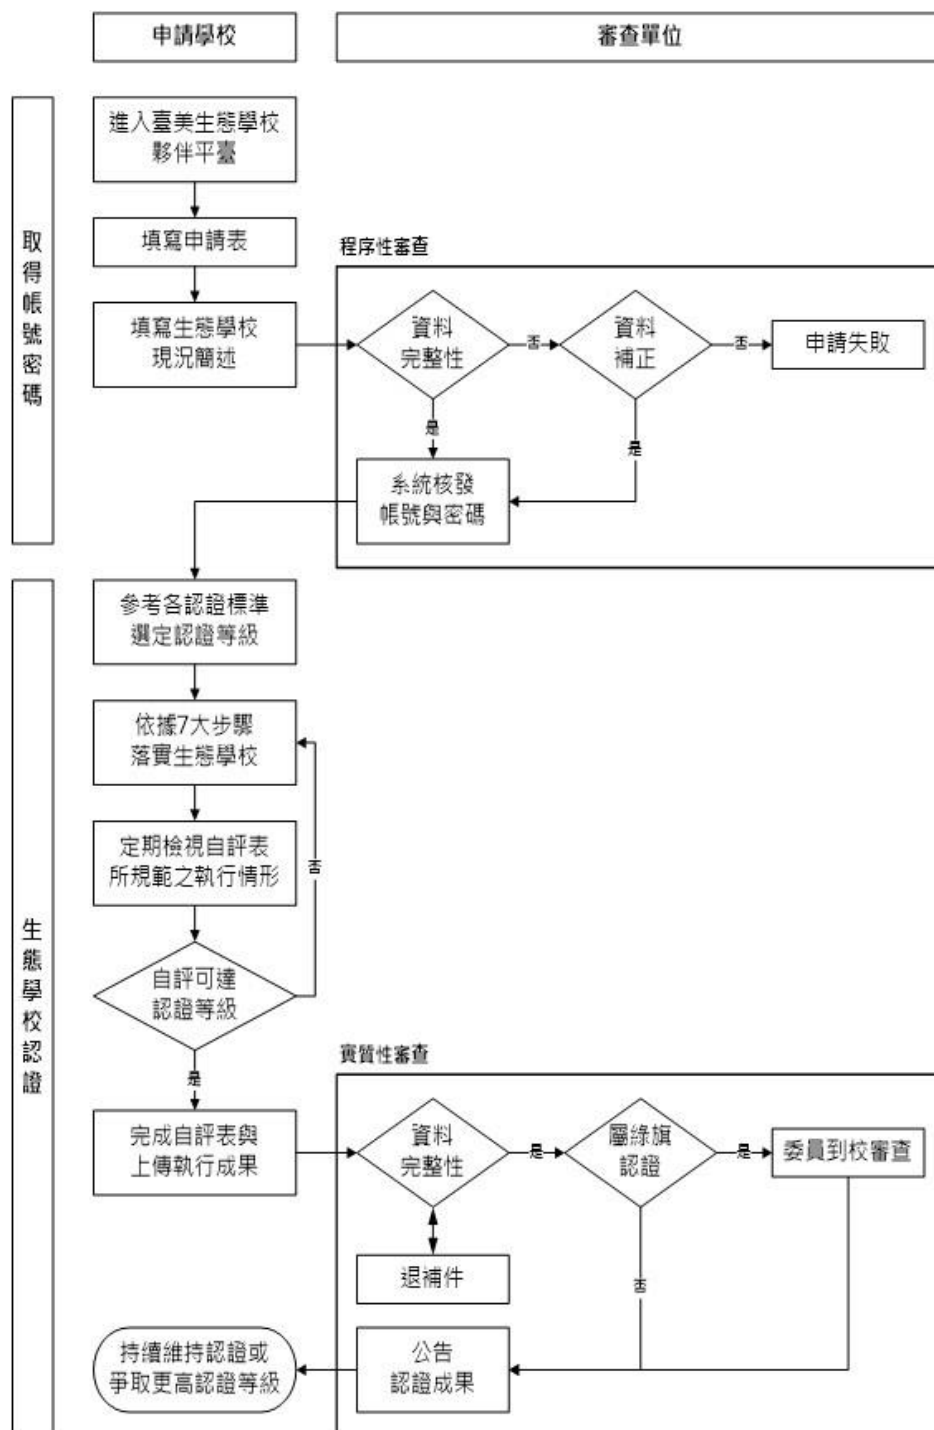 申請學校
審查單位
取得帳號密碼
進入臺美生態學校
夥伴平臺
填寫申請表
填寫生態學校
現況簡述
程序性審查
資料
完整性
否
資料
補正
否
申請失敗
是
是
系統核發
帳號與密碼
生態學校認證
參考各認證標準
選定認證等級
依據7大步驟
落實生態學校
定期檢視自評表
所規範之執行情形
否
自評可達
認證等級
是
完成自評表與
上傳執行成果
實質性審查
資料
完整性
是
屬綠旗
認證
是
委員到校審查
退補件
否
公告
認證成果
持續維持認證或
爭取更高認證等級